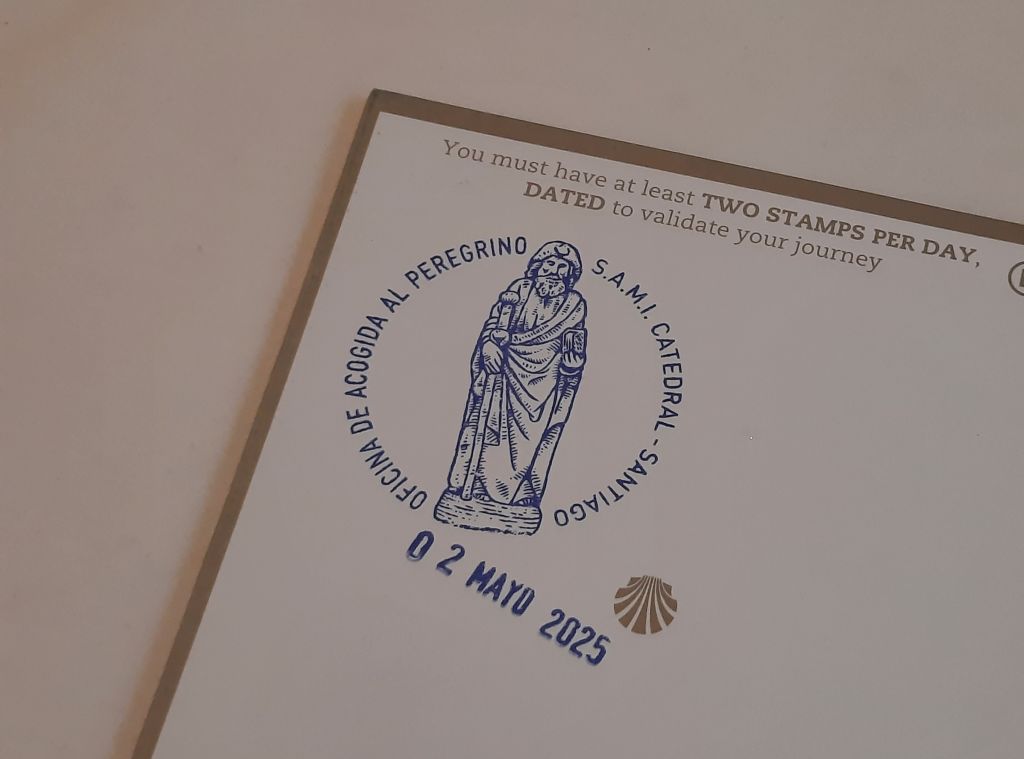 You must have at least TWO STAMPS PER DAY,
DATED to validate your journey
OFICINA DE ACOGIDA AL PEREGRINO
S.A.M.I. CATEDRAL - SANTIAGO
02 MAYO 2025